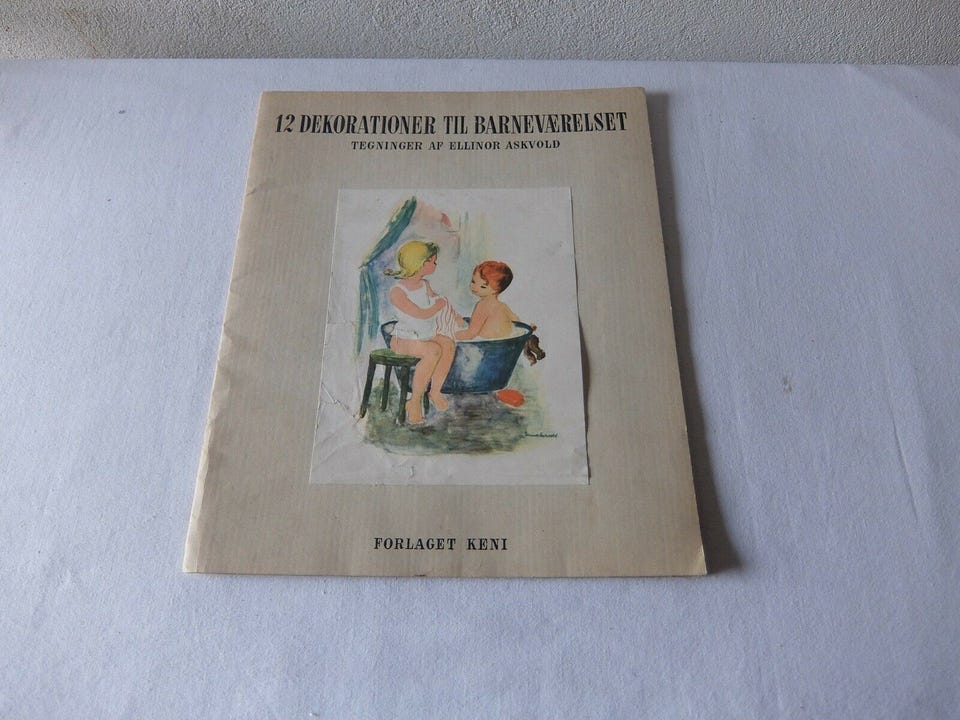 12 DEKORATIONER TIL BARNEVÆRELSET
TEGNINGER AF ELLINOR ASKVOLD
FORLAGET KENI